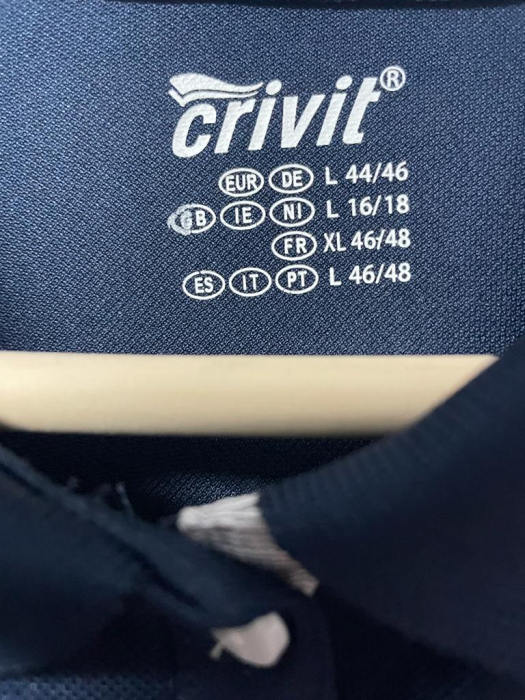 crivit®
EUR DE L 44/46
GB IE NI L 16/18
FR XL 46/48
ES IT PT L 46/48